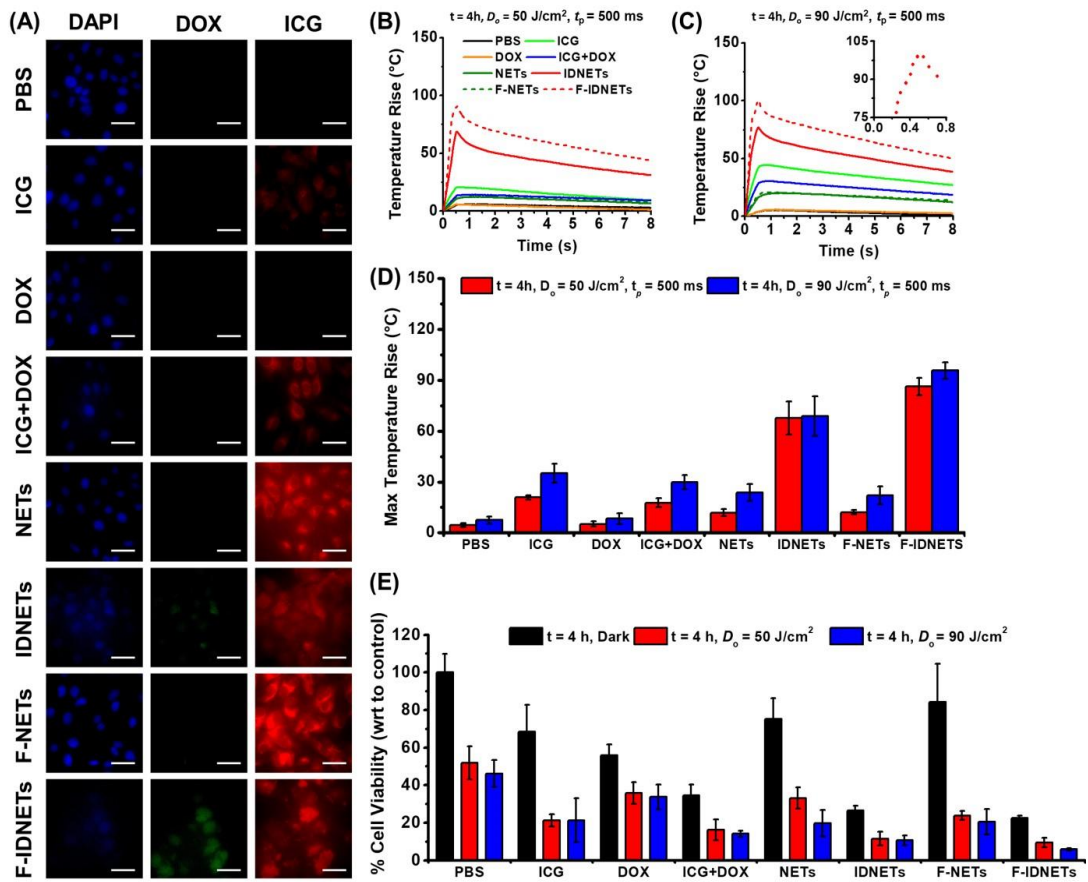 (A) DAPI DOX ICG
PBS
ICG
DOX
ICG+DOX
NETs
IDNETs
F-NETs
F-IDNETs
(B) t = 4h, Dₒ = 50 J/cm², tₚ = 500 ms
Temperature Rise (°C)
150
100
50
0
PBS ICG
DOX ICG+DOX
NETs IDNETs
F-NETs F-IDNETs
0 1 2 3 4 5 6 7 8
Time (s)
(C) t = 4h, Dₒ = 90 J/cm², tₚ = 500 ms
Temperature Rise (°C)
150
100
50
0
105
90
75
0.0 0.4 0.8
0 1 2 3 4 5 6 7 8
Time (s)
(D)
t = 4h, Dₒ = 50 J/cm², tₚ = 500 ms t = 4h, Dₒ = 90 J/cm², tₚ = 500 ms
Max Temperature Rise (°C)
150
120
90
60
30
0
PBS ICG DOX ICG+DOX NETs IDNETs F-NETs F-IDNETS
(E)
t = 4 h, Dark t = 4 h, Dₒ = 50 J/cm² t = 4 h, Dₒ = 90 J/cm²
% Cell Viability (wrt to control)
120
100
80
60
40
20
0
PBS ICG DOX ICG+DOX NETs IDNETs F-NETs F-IDNETs